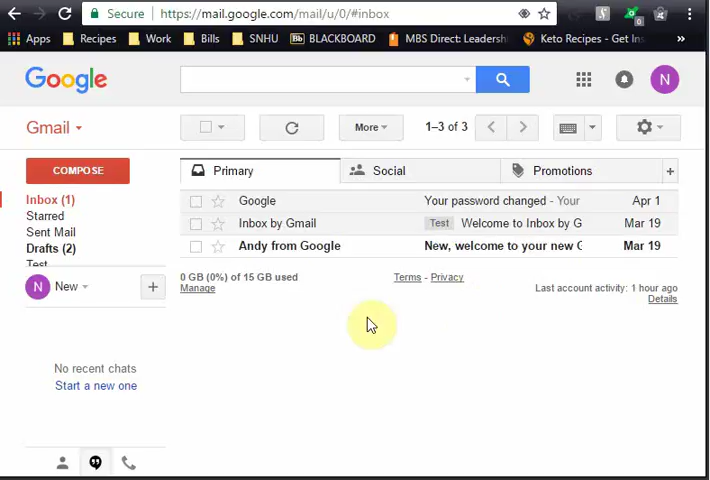 Secure https://mail.google.com/mail/u/0/#inbox
Apps Recipes Work Bills SNHU Bb BLACKBOARD MBS Direct: Leadersh Keto Recipes - Get Ins »
Google N
Gmail More 1–3 of 3
COMPOSE Primary Social Promotions +
Inbox (1)
Starred
Sent Mail
Drafts (2)
Test
Google Your password changed - Your Apr 1
Inbox by Gmail Test Welcome to Inbox by G Mar 19
Andy from Google New, welcome to your new G Mar 19
N New +
0 GB (0%) of 15 GB used
Manage
Terms - Privacy
Last account activity: 1 hour ago
Details
No recent chats
Start a new one